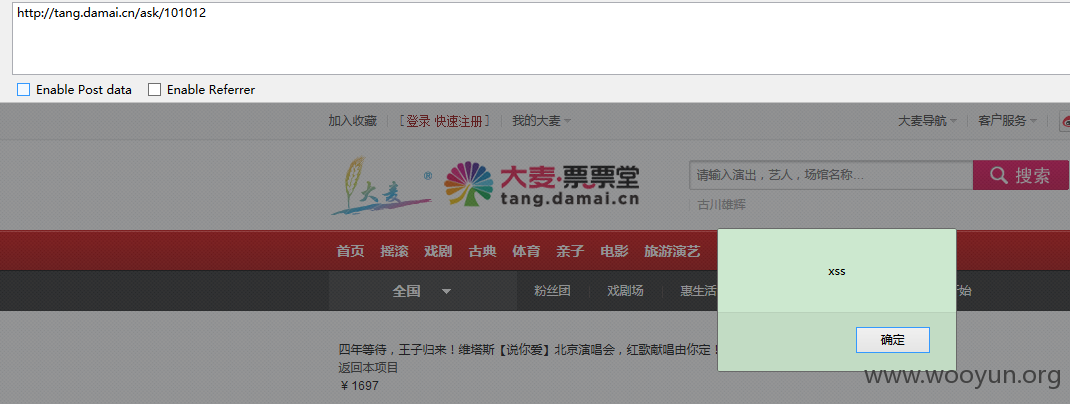 http://tang.damai.cn/ask/101012
Enable Post data Enable Referrer
加入收藏 [ 登录 快速注册 ] 我的大麦 大麦导航 客户服务
大麦 ® 大麦·票票堂 请输入演出，艺人，场馆名称... 搜索
tang.damai.cn
古川雄辉
首页 摇滚 戏剧 古典 体育 亲子 电影 旅游演艺
xss
全国 粉丝团 戏剧场 惠生活 始
确定
四年等待，王子归来！维塔斯【说你爱】北京演唱会，红歌献唱由你定！
返回本项目
¥ 1697
www.wooyun.org